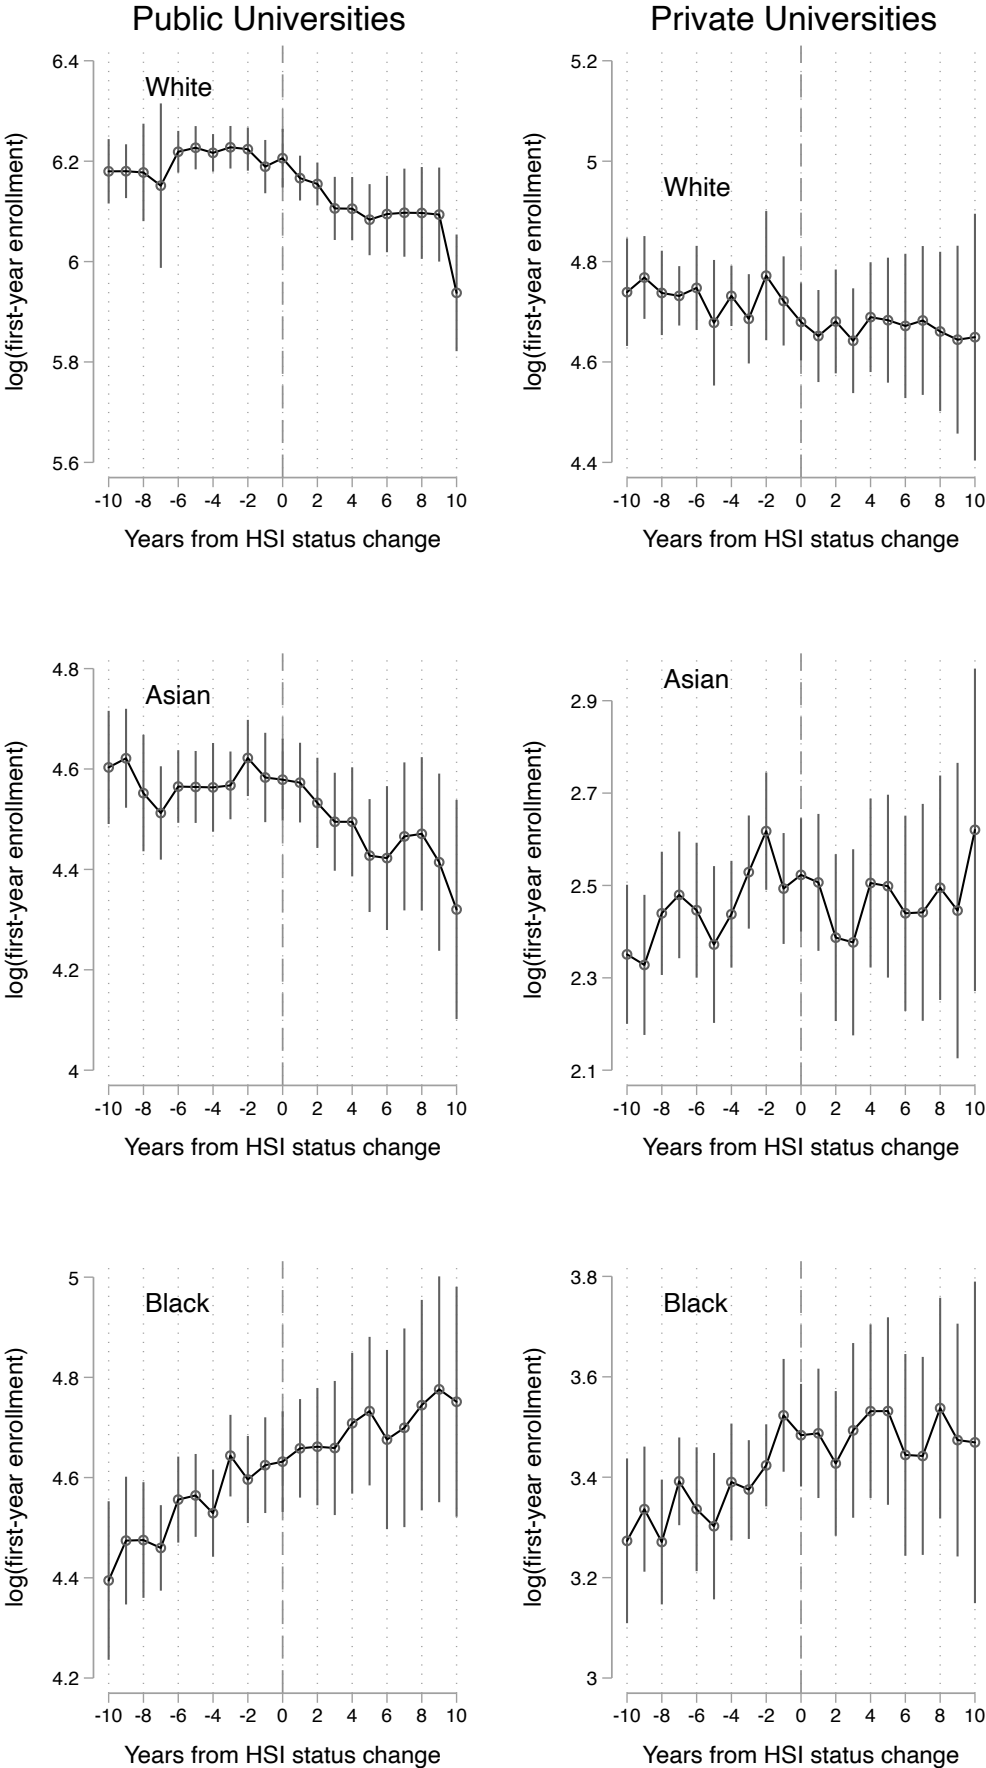 Public Universities
Private Universities
White
log(first-year enrollment)
6.4
6.2
6
5.8
5.6
-10 -8 -6 -4 -2 0 2 4 6 8 10
Years from HSI status change
White
log(first-year enrollment)
5.2
5
4.8
4.6
4.4
-10 -8 -6 -4 -2 0 2 4 6 8 10
Years from HSI status change
Asian
log(first-year enrollment)
4.8
4.6
4.4
4.2
4
-10 -8 -6 -4 -2 0 2 4 6 8 10
Years from HSI status change
Asian
log(first-year enrollment)
2.9
2.7
2.5
2.3
2.1
-10 -8 -6 -4 -2 0 2 4 6 8 10
Years from HSI status change
Black
log(first-year enrollment)
5
4.8
4.6
4.4
4.2
-10 -8 -6 -4 -2 0 2 4 6 8 10
Years from HSI status change
Black
log(first-year enrollment)
3.8
3.6
3.4
3.2
3
-10 -8 -6 -4 -2 0 2 4 6 8 10
Years from HSI status change